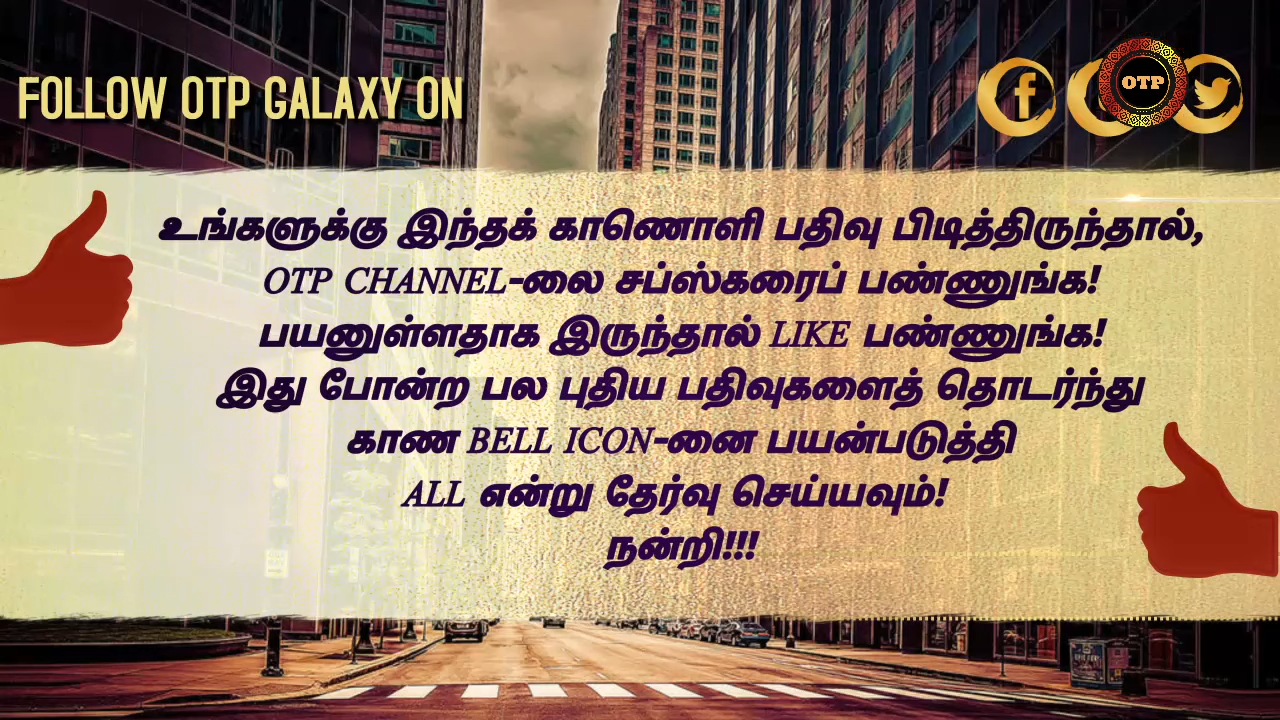 FOLLOW OTP GALAXY ON
OTP
உங்களுக்கு இந்தக் காணொளி பதிவு பிடித்திருந்தால்,
OTP CHANNEL-லை சப்ஸ்கரைப் பண்ணுங்க!
பயனுள்ளதாக இருந்தால் LIKE பண்ணுங்க!
இது போன்ற பல புதிய பதிவுகளைத் தொடர்ந்து
காண BELL ICON-னை பயன்படுத்தி
ALL என்று தேர்வு செய்யவும்!
நன்றி!!!